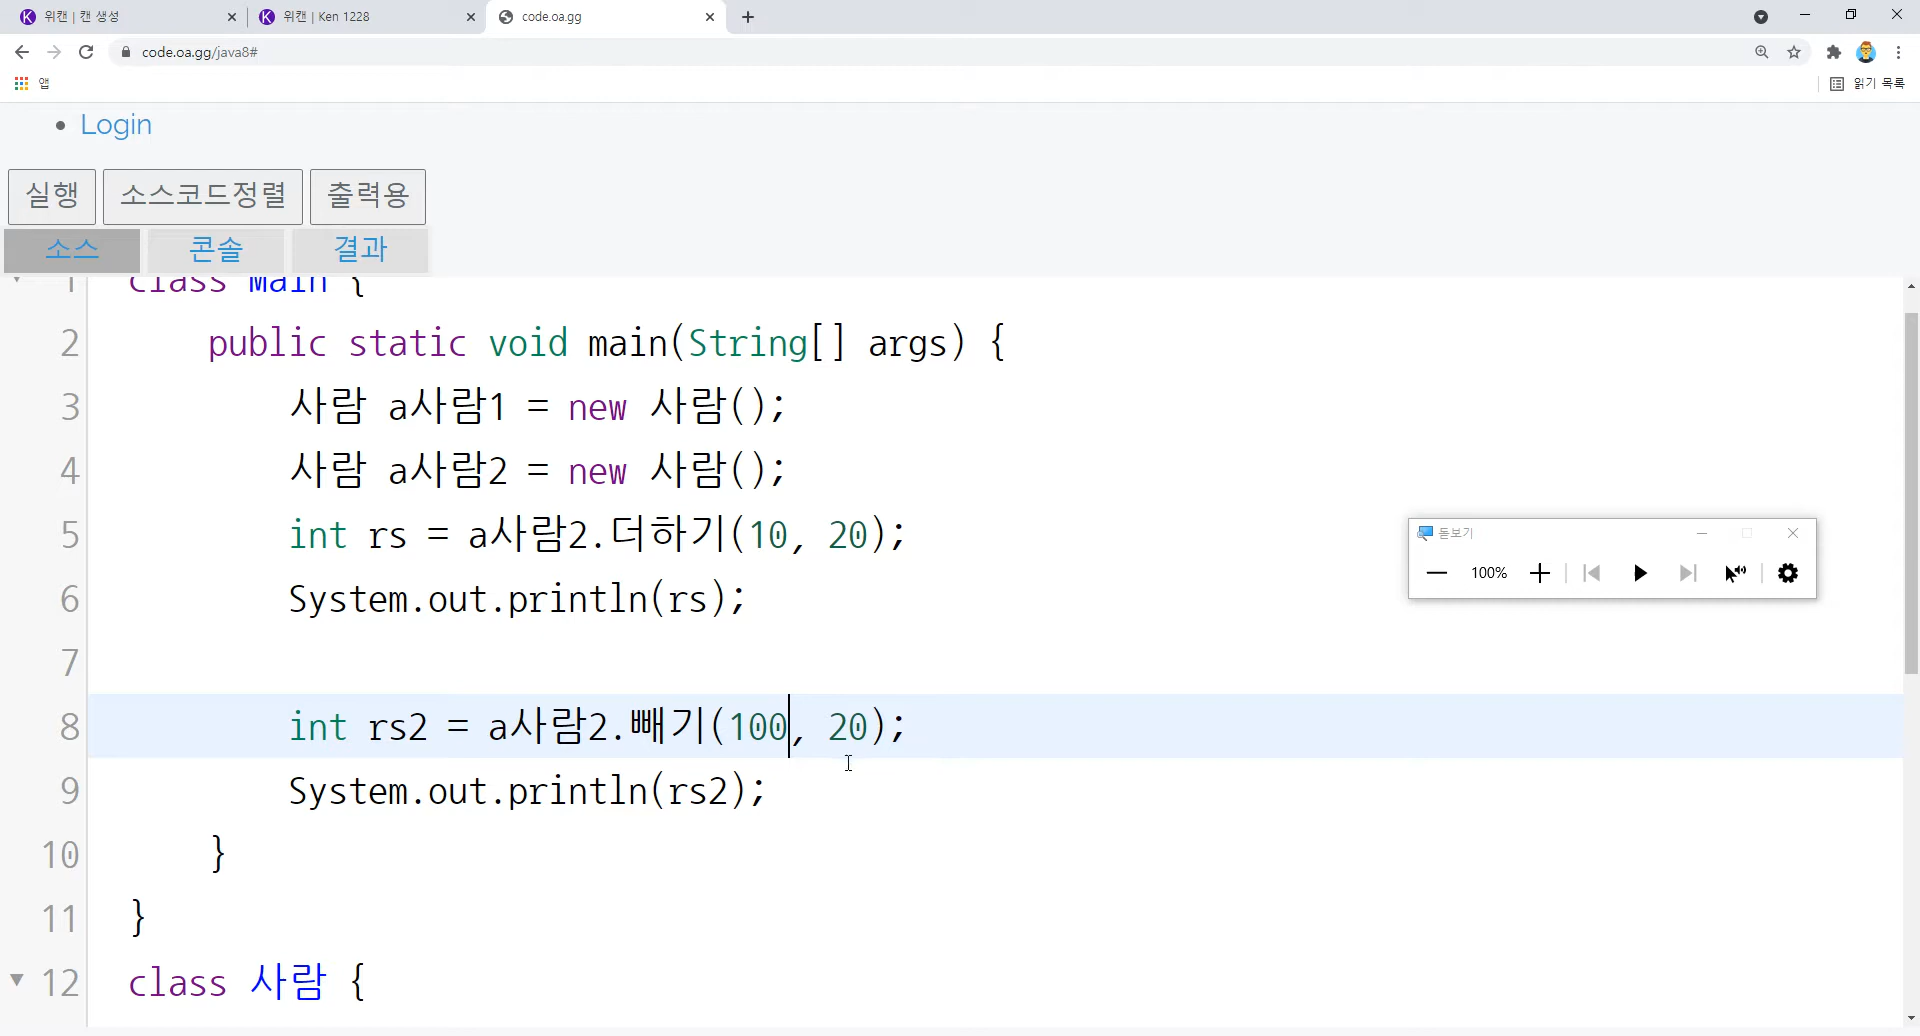 위캔 | 캔 생성
위캔 | Ken 1228
code.oa.gg
code.oa.gg/java8#
앱
읽기 목록
Login
실행
소스코드정렬
출력용
소스
콘솔
결과
1 class Main {
2 public static void main(String[] args) {
3 사람 a사람1 = new 사람();
4 사람 a사람2 = new 사람();
5 int rs = a사람2.더하기(10, 20);
6 System.out.println(rs);
7
8 int rs2 = a사람2.빼기(100, 20);
9 System.out.println(rs2);
10 }
11 }
12 class 사람 {
돋보기
100%